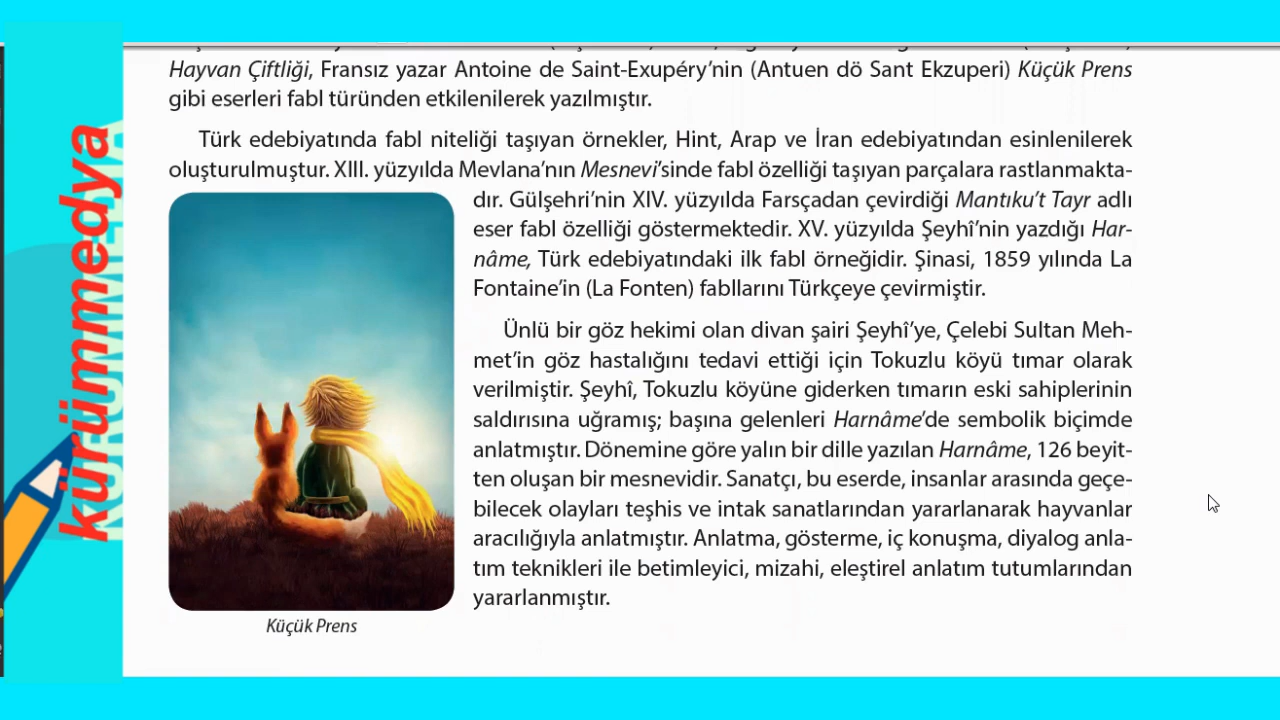 Hayvan Çiftliği, Fransız yazar Antoine de Saint-Exupéry’nin (Antuen dö Sant Ekzuperi) Küçük Prens
gibi eserleri fabl türünden etkilenilerek yazılmıştır.
Türk edebiyatında fabl niteliği taşıyan örnekler, Hint, Arap ve İran edebiyatından esinlenilerek
oluşturulmuştur. XIII. yüzyılda Mevlana’nın Mesnevi’sinde fabl özelliği taşıyan parçalara rastlanmakta-
dır. Gülşehri’nin XIV. yüzyılda Farsçadan çevirdiği Mantıku’t Tayr adlı
eser fabl özelliği göstermektedir. XV. yüzyılda Şeyhî’nin yazdığı Har-
nâme, Türk edebiyatındaki ilk fabl örneğidir. Şinasi, 1859 yılında La
Fontaine’in (La Fonten) fabllarını Türkçeye çevirmiştir.
Ünlü bir göz hekimi olan divan şairi Şeyhî’ye, Çelebi Sultan Meh-
met’in göz hastalığını tedavi ettiği için Tokuzlu köyü tımar olarak
verilmiştir. Şeyhî, Tokuzlu köyüne giderken tımarın eski sahiplerinin
saldırısına uğramış; başına gelenleri Harnâme’de sembolik biçimde
anlatmıştır. Dönemine göre yalın bir dille yazılan Harnâme, 126 beyit-
ten oluşan bir mesnevidir. Sanatçı, bu eserde, insanlar arasında geçe-
bilecek olayları teşhis ve intak sanatlarından yararlanarak hayvanlar
aracılığıyla anlatmıştır. Anlatma, gösterme, iç konuşma, diyalog anla-
tım teknikleri ile betimleyici, mizahi, eleştirel anlatım tutumlarından
yararlanmıştır.
Küçük Prens
kürümmedya